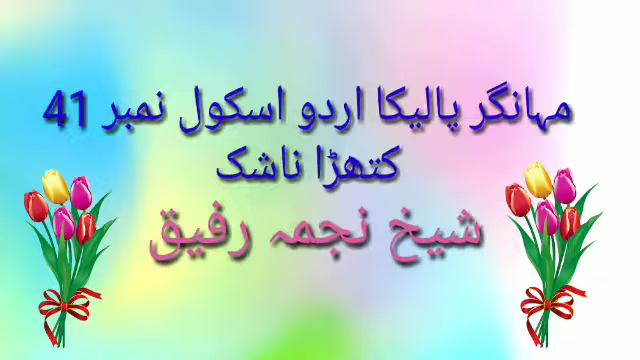 مہانگر پالیکا اردو اسکول نمبر 41
کتھڑا ناشک
شیخ نجمہ رفیق